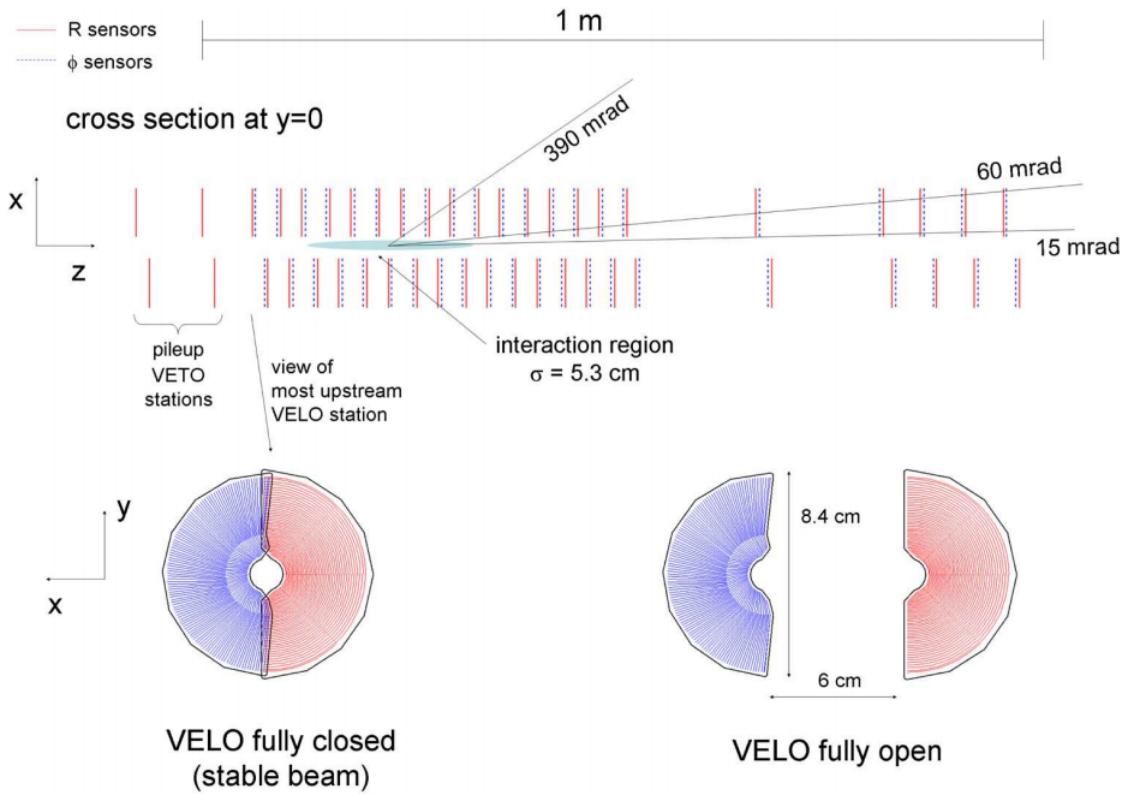 R sensors
ϕ sensors
1 m
cross section at y=0
390 mrad
60 mrad
15 mrad
x
z
pileup
VETO
stations
view of
most upstream
VELO station
interaction region
σ = 5.3 cm
y
x
8.4 cm
6 cm
VELO fully closed
(stable beam)
VELO fully open